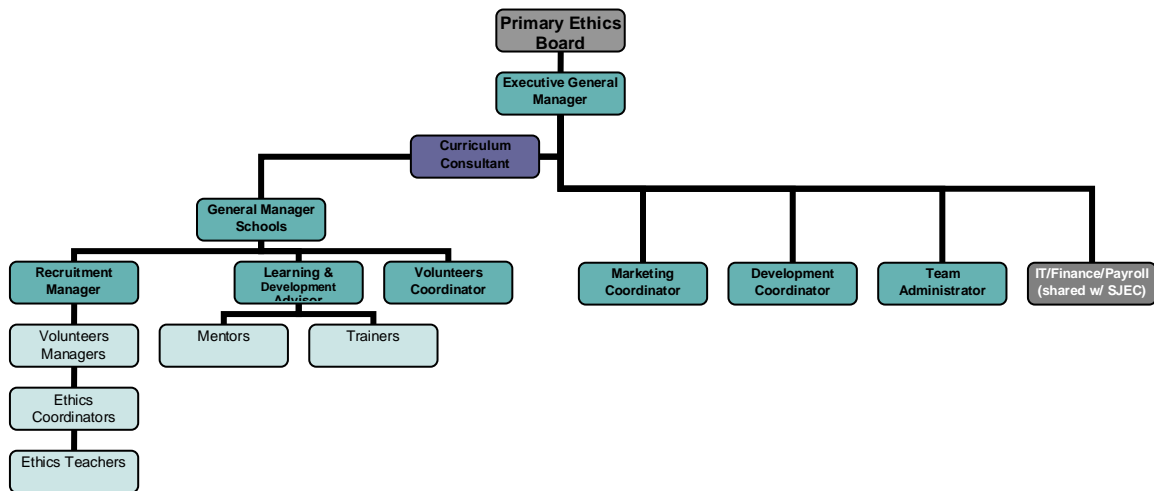 Primary Ethics
Board
Executive General
Manager
Curriculum
Consultant
General Manager
Schools
Recruitment
Manager
Learning &
Development
Advisor
Volunteers
Coordinator
Marketing
Coordinator
Development
Coordinator
Team
Administrator
IT/Finance/Payroll
(shared w/ SJEC)
Volunteers
Managers
Mentors
Trainers
Ethics
Coordinators
Ethics Teachers